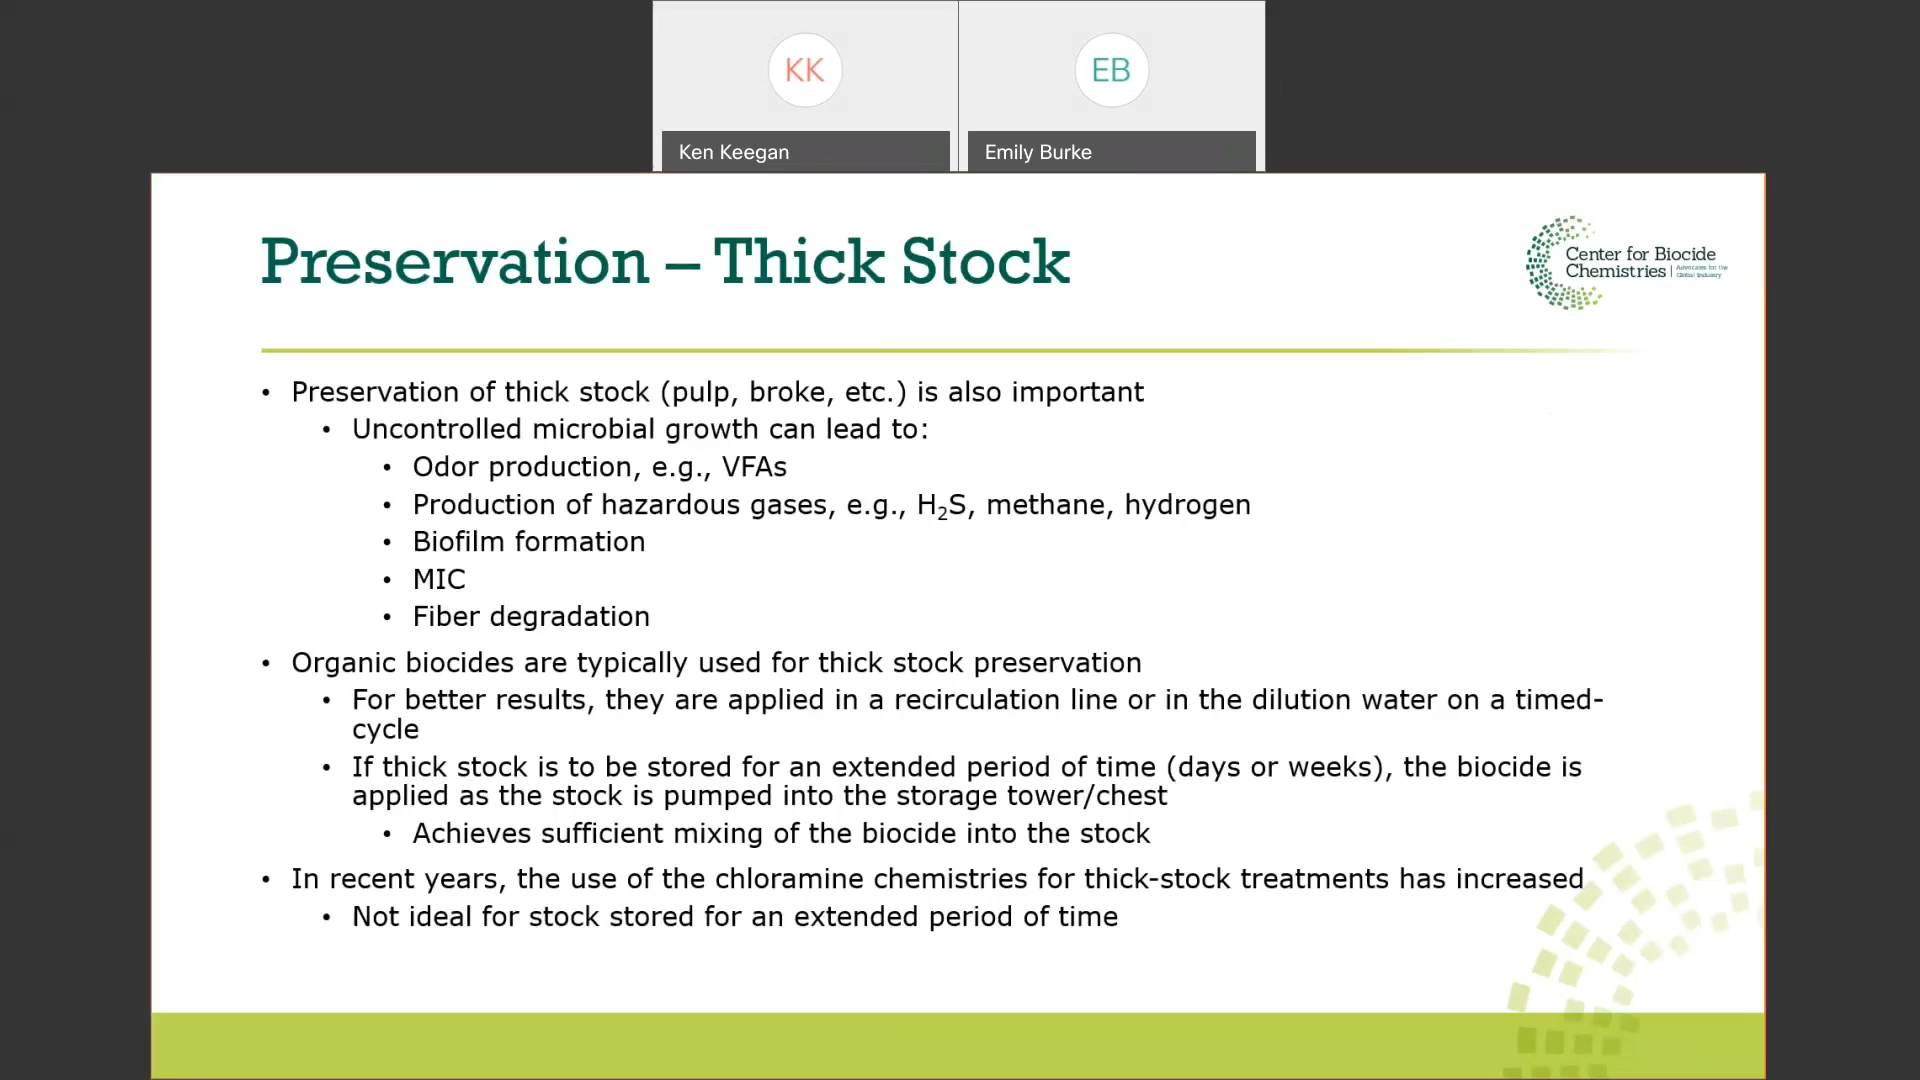 KK
EB
Ken Keegan
Emily Burke
Preservation – Thick Stock
Center for Biocide
Chemistries | Advocates for the
Global Industry
• Preservation of thick stock (pulp, broke, etc.) is also important
• Uncontrolled microbial growth can lead to:
• Odor production, e.g., VFAs
• Production of hazardous gases, e.g., H₂S, methane, hydrogen
• Biofilm formation
• MIC
• Fiber degradation
• Organic biocides are typically used for thick stock preservation
• For better results, they are applied in a recirculation line or in the dilution water on a timed-
cycle
• If thick stock is to be stored for an extended period of time (days or weeks), the biocide is
applied as the stock is pumped into the storage tower/chest
• Achieves sufficient mixing of the biocide into the stock
• In recent years, the use of the chloramine chemistries for thick-stock treatments has increased
• Not ideal for stock stored for an extended period of time